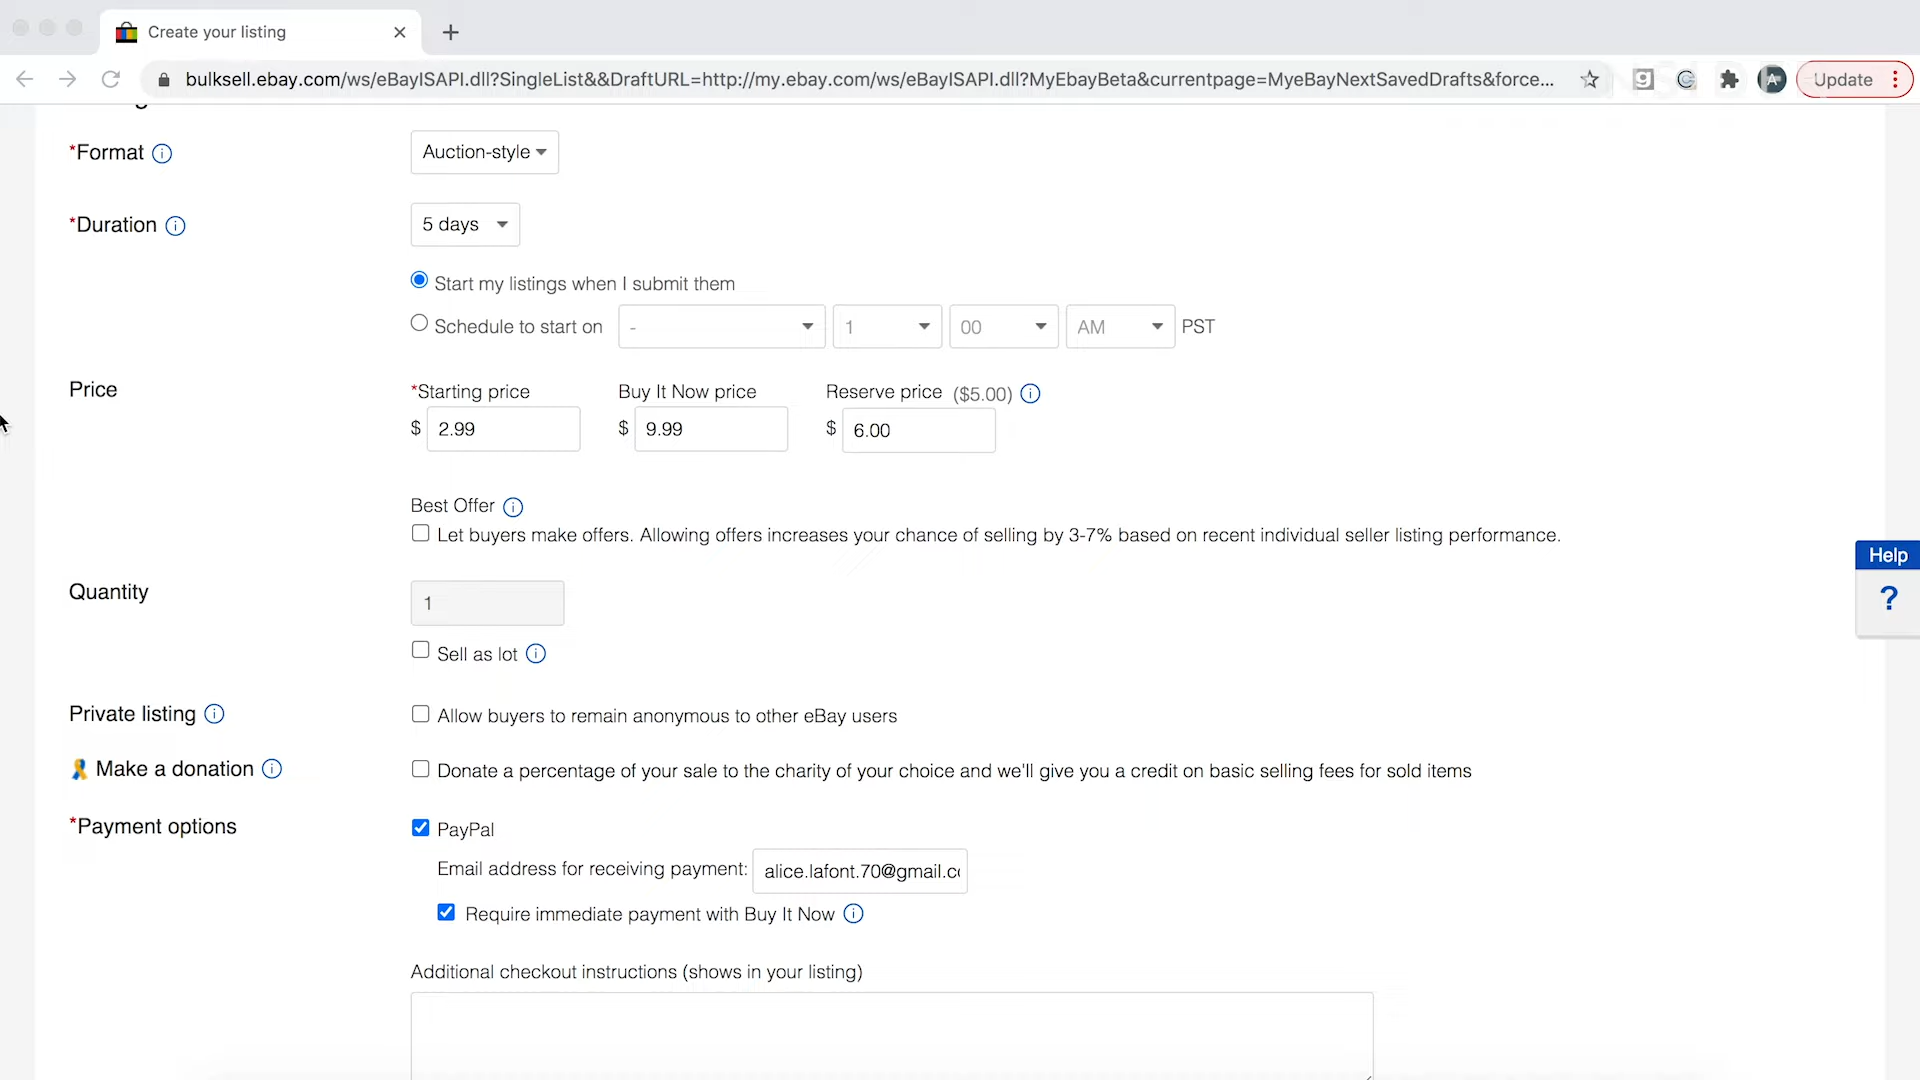 Create your listing
bulksell.ebay.com/ws/eBayISAPI.dll?SingleList&&DraftURL=http://my.ebay.com/ws/eBayISAPI.dll?MyEbayBeta&currentpage=MyeBayNextSavedDrafts&force...
Update
*Format
Auction-style
*Duration
5 days
Start my listings when I submit them
Schedule to start on - 1 00 AM PST
Price
*Starting price Buy It Now price Reserve price ($5.00)
$ 2.99 $ 9.99 $ 6.00
Best Offer
Let buyers make offers. Allowing offers increases your chance of selling by 3-7% based on recent individual seller listing performance.
Help
?
Quantity
1
Sell as lot
Private listing
Allow buyers to remain anonymous to other eBay users
Make a donation
Donate a percentage of your sale to the charity of your choice and we'll give you a credit on basic selling fees for sold items
*Payment options
PayPal
Email address for receiving payment: alice.lafont.70@gmail.co
Require immediate payment with Buy It Now
Additional checkout instructions (shows in your listing)